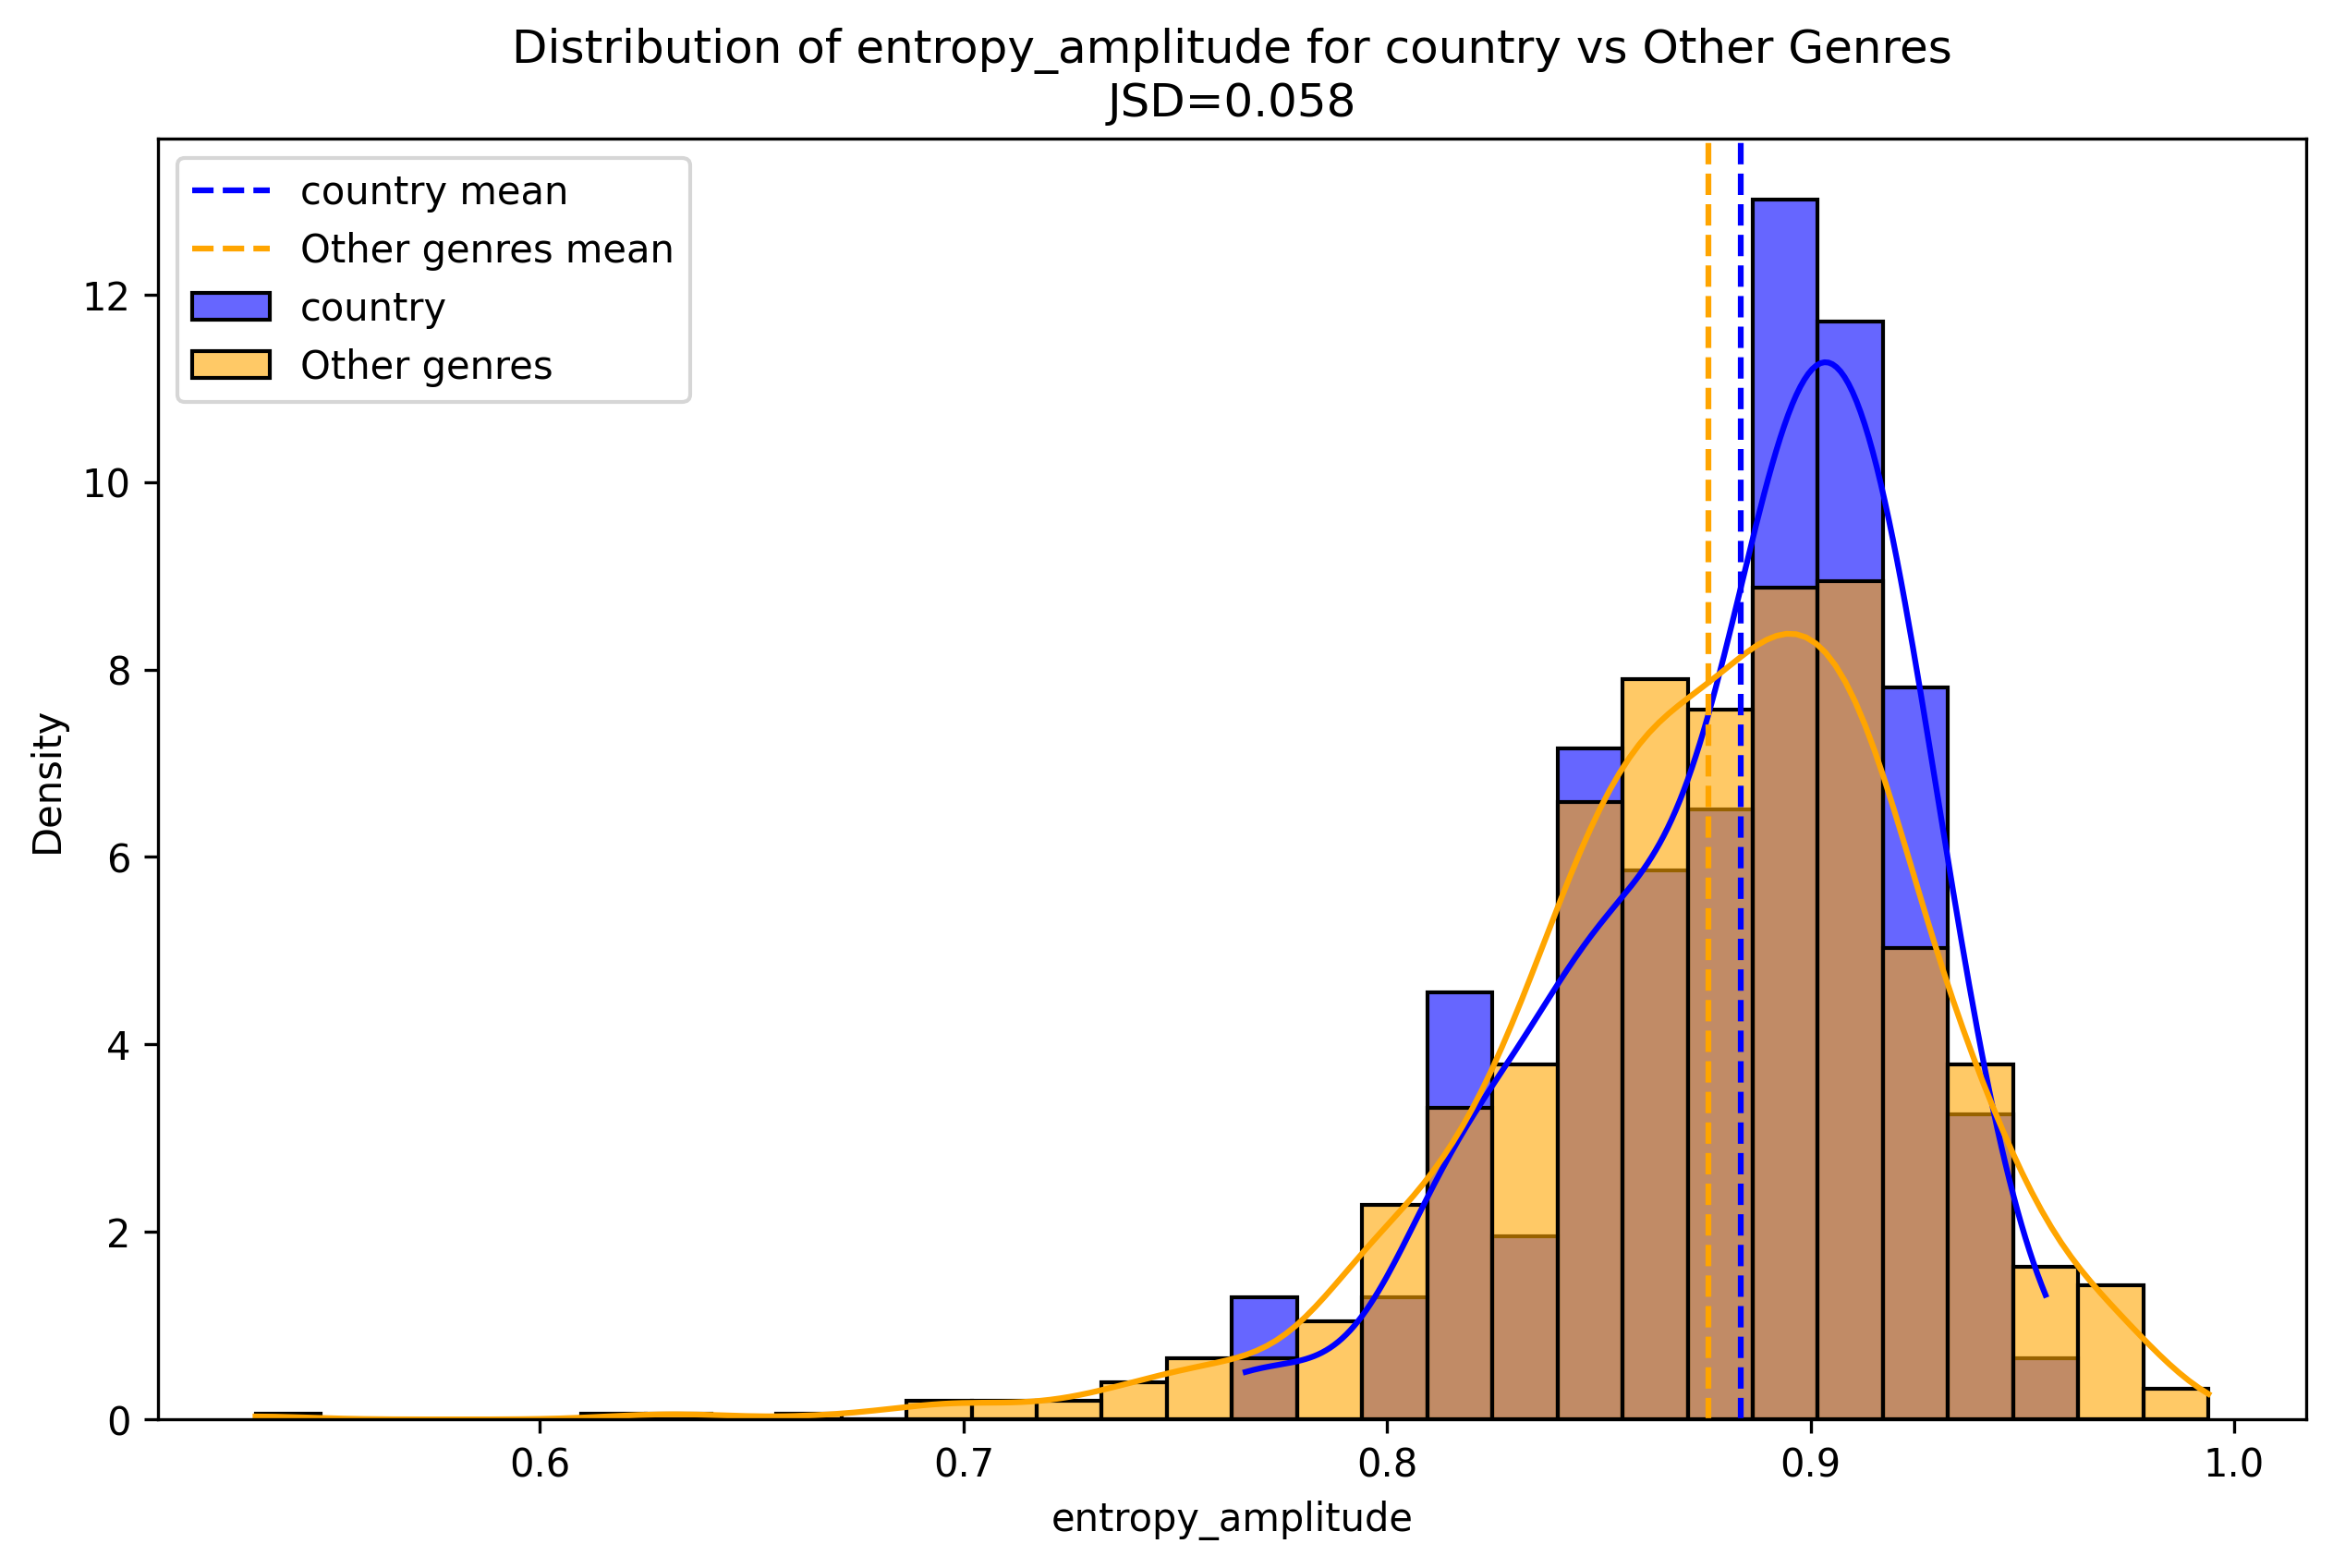 Distribution of entropy_amplitude for country vs Other Genres
JSD=0.058
country mean
Other genres mean
country
Other genres
12
10
8
6
4
2
0
Density
0.6
0.7
0.8
0.9
1.0
entropy_amplitude